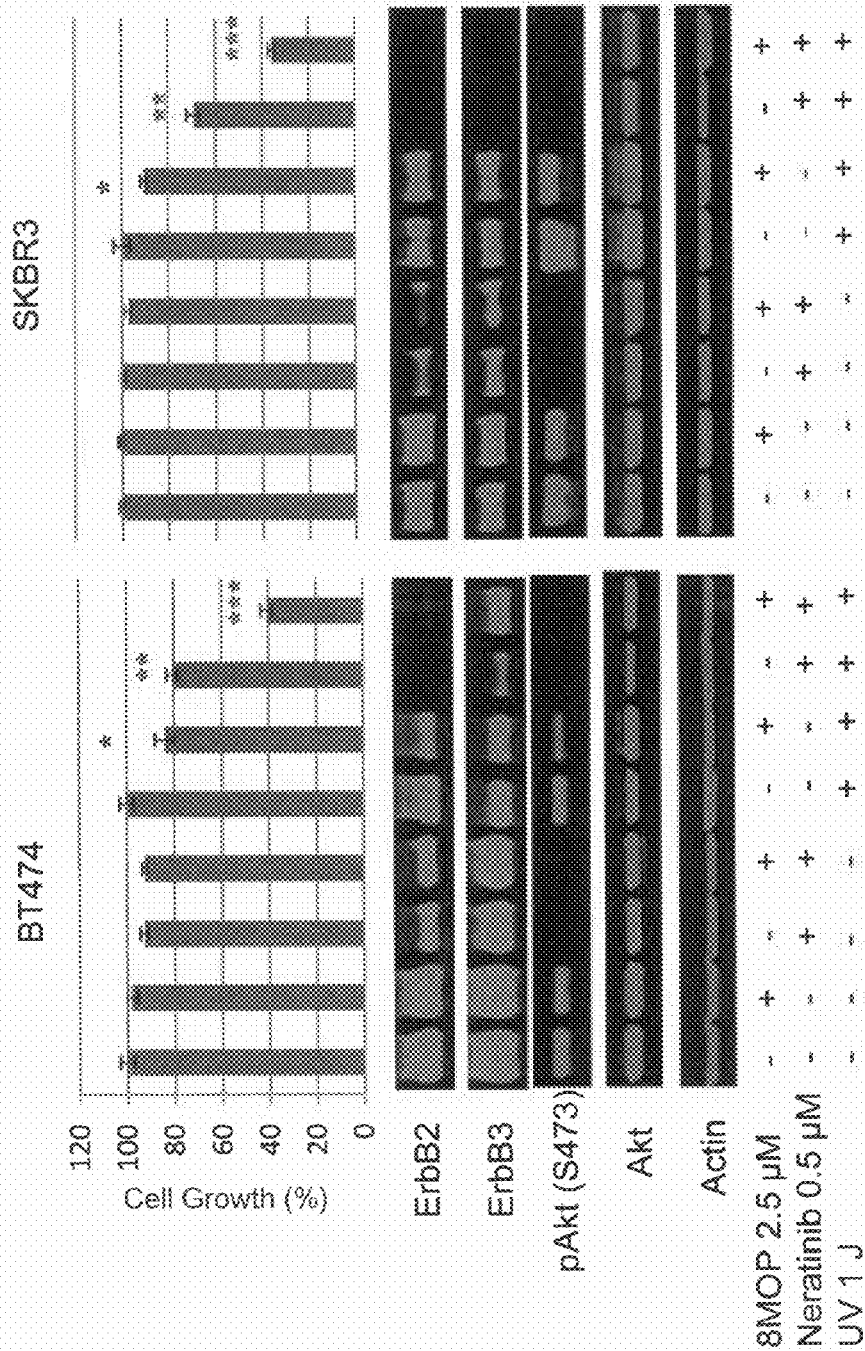 BT474 SKBR3
120
100
80
60
40
20
0
Cell Growth (%)
* ** *** * ** ***
ErbB2
ErbB3
pAkt (S473)
Akt
Actin
8MOP 2.5 µM - + - + - + - + - + - + - + - +
Neratinib 0.5 µM - - + + - - + + - - + + - - + +
UV 1 J - - - - + + + + - - - - + + + +